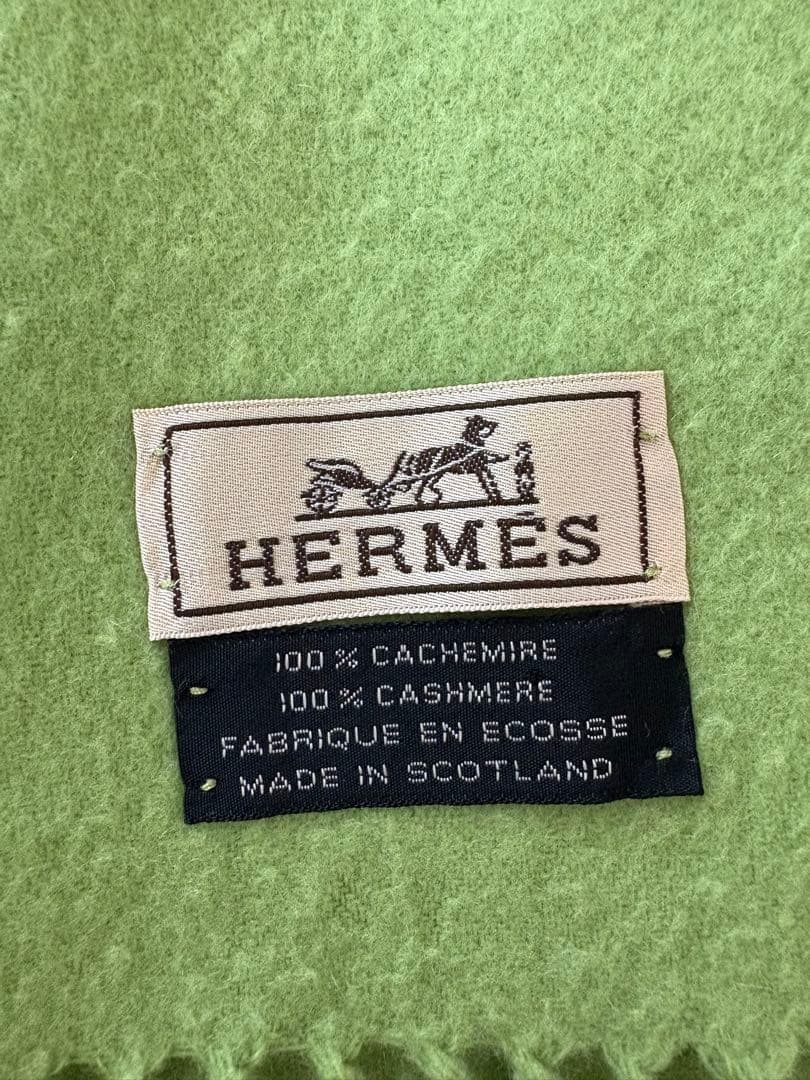 HERMÈS
100 % CACHEMIRE
100 % CASHMERE
FABRIQUE EN ECOSSE
MADE IN SCOTLAND